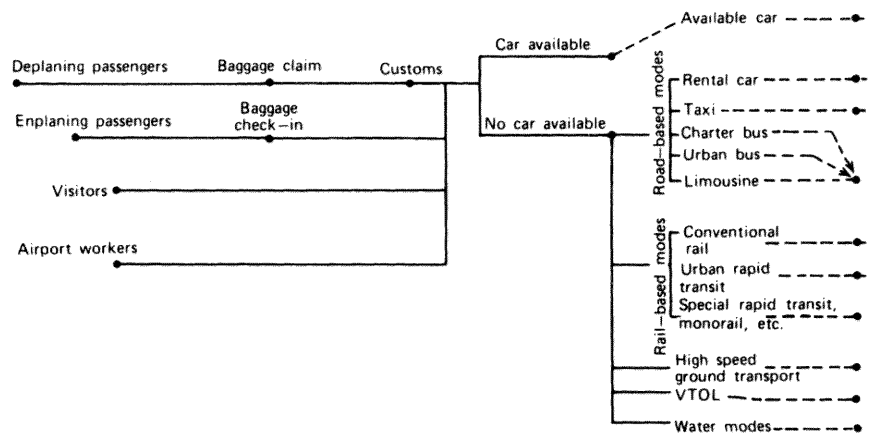 Available car
Car available
Deplaning passengers
Baggage claim
Customs
Rental car
Enplaning passengers
Baggage
check-in
No car available
Road-based modes
Taxi
Charter bus
Urban bus
Limousine
Visitors
Airport workers
Rail-based modes
Conventional
rail
Urban rapid
transit
Special rapid transit,
monorail, etc.
High speed
ground transport
VTOL
Water modes